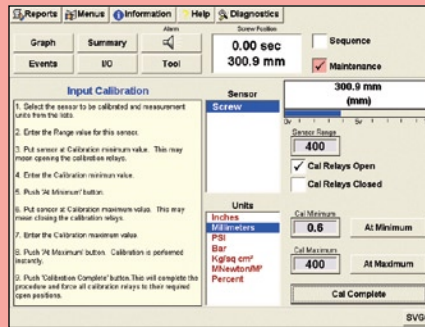 Reports Menus Information Help Diagnostics
Alarm
Screw Position
Graph Summary
0.00 sec
300.9 mm
Sequence
Events I/O Tool
Maintenance
Input Calibration
1. Select the sensor to be calibrated and measurement
units from the lists.
2. Enter the Range value for this sensor.
3. Put sensor at Calibration minimum value. This may
mean opening the calibration relays.
4. Enter the Calibration minimum value.
5. Push 'At Minimum' button.
6. Put sensor at Calibration maximum value. This may
mean closing the calibration relays.
7. Enter the Calibration maximum value.
8. Push 'At Maximum' button. Calibration is performed
instantly.
9. Push 'Calibration Complete' button. This will complete the
procedure and force all calibration relays to their required
open positions.
Sensor
Screw
Units
Inches
Millimeters
PSI
Bar
Kg/sq cm²
MNewton/M²
Percent
300.9 mm
(mm)
0v 5v
Sensor Range
400
Cal Relays Open
Cal Relays Closed
Cal Minimum
0.6 At Minimum
Cal Maximum
400 At Maximum
Cal Complete